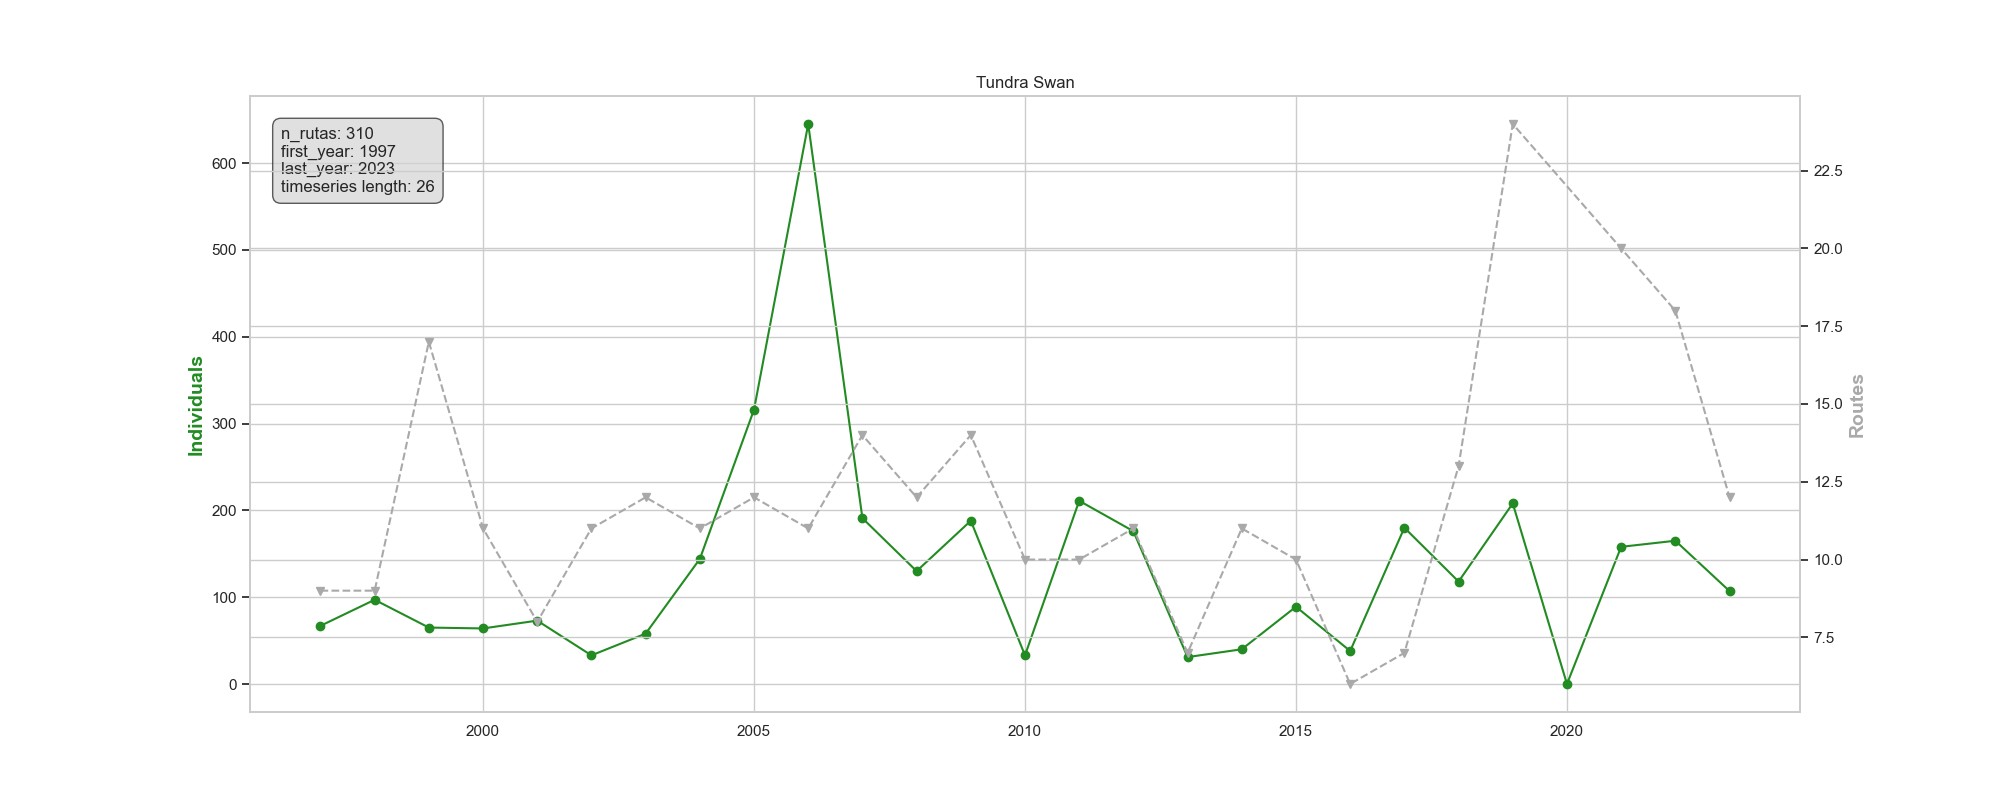 Tundra Swan
n_rutas: 310
first_year: 1997
last_year: 2023
timeseries length: 26
600
500
400
300
200
100
0
Individuals
22.5
20.0
17.5
15.0
12.5
10.0
7.5
Routes
2000
2005
2010
2015
2020